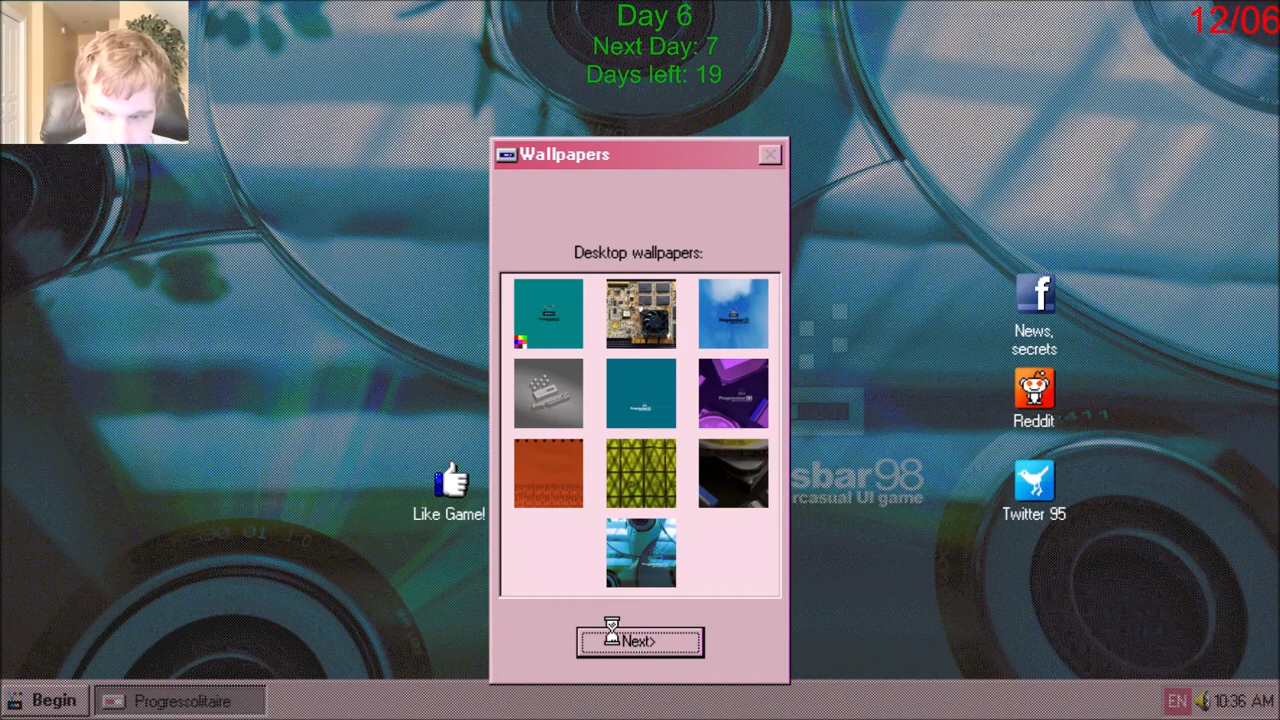 Day 6
Next Day: 7
Days left: 19
12/06
Wallpapers
Desktop wallpapers:
News,
secrets
Reddit
Like Game!
sbar98
rcasual UI game
Twitter 95
Next>
Begin
Progressolitaire
EN
10:36 AM